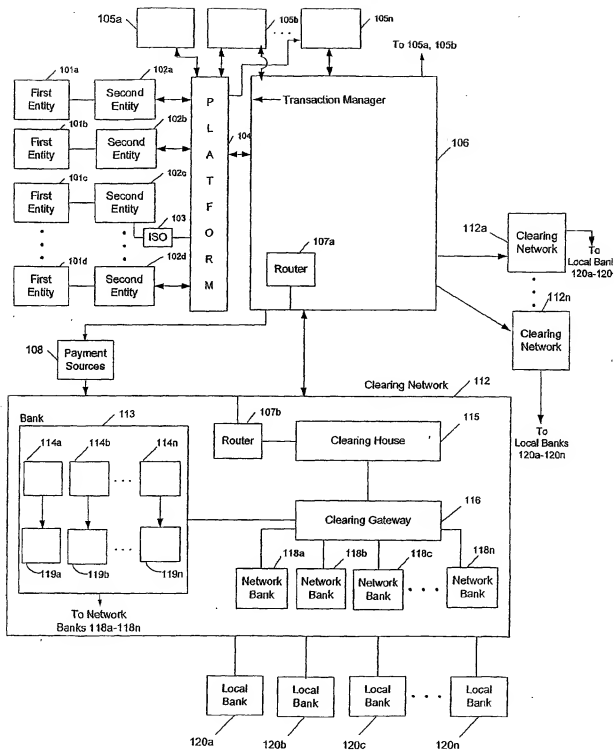 105a
105b
105n
To 105a, 105b
101a
102a
First
Entity
Second
Entity
P
L
A
T
F
O
R
M
104
Transaction Manager
106
101b
102b
First
Entity
Second
Entity
101c
102c
First
Entity
Second
Entity
103
ISO
101d
102d
First
Entity
Second
Entity
107a
Router
112a
Clearing
Network
To
Local Bank
120a-120
112n
Clearing
Network
To
Local Banks
120a-120n
108
Payment
Sources
Clearing Network
112
Bank
113
114a
114b
114n
119a
119b
119n
To Network
Banks 118a-118n
107b
Router
115
Clearing House
116
Clearing Gateway
118a
118b
118c
118n
Network
Bank
Network
Bank
Network
Bank
Network
Bank
Local
Bank
Local
Bank
Local
Bank
Local
Bank
120a
120b
120c
120n